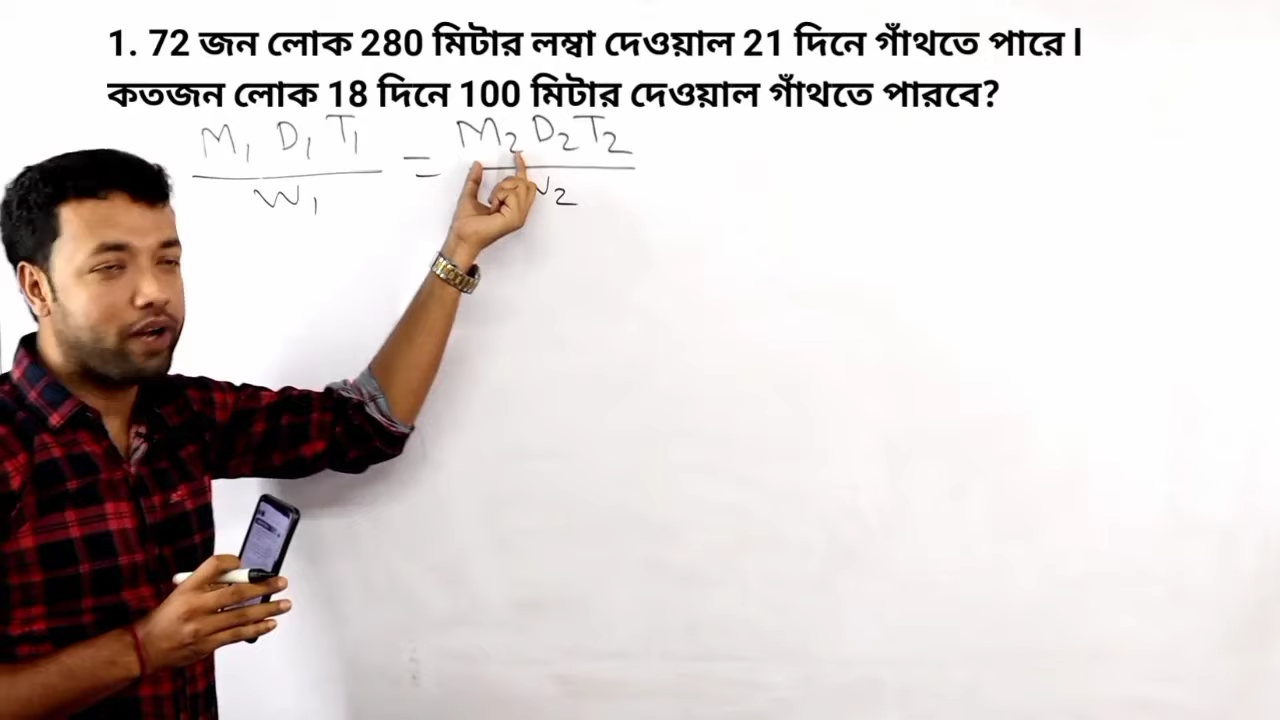 1. 72 জন লোক 280 মিটার লম্বা দেওয়াল 21 দিনে গাঁথতে পারে।
কতজন লোক 18 দিনে 100 মিটার দেওয়াল গাঁথতে পারবে?
M₁ D₁ T₁ = M₂ D₂ T₂
W₁ W₂